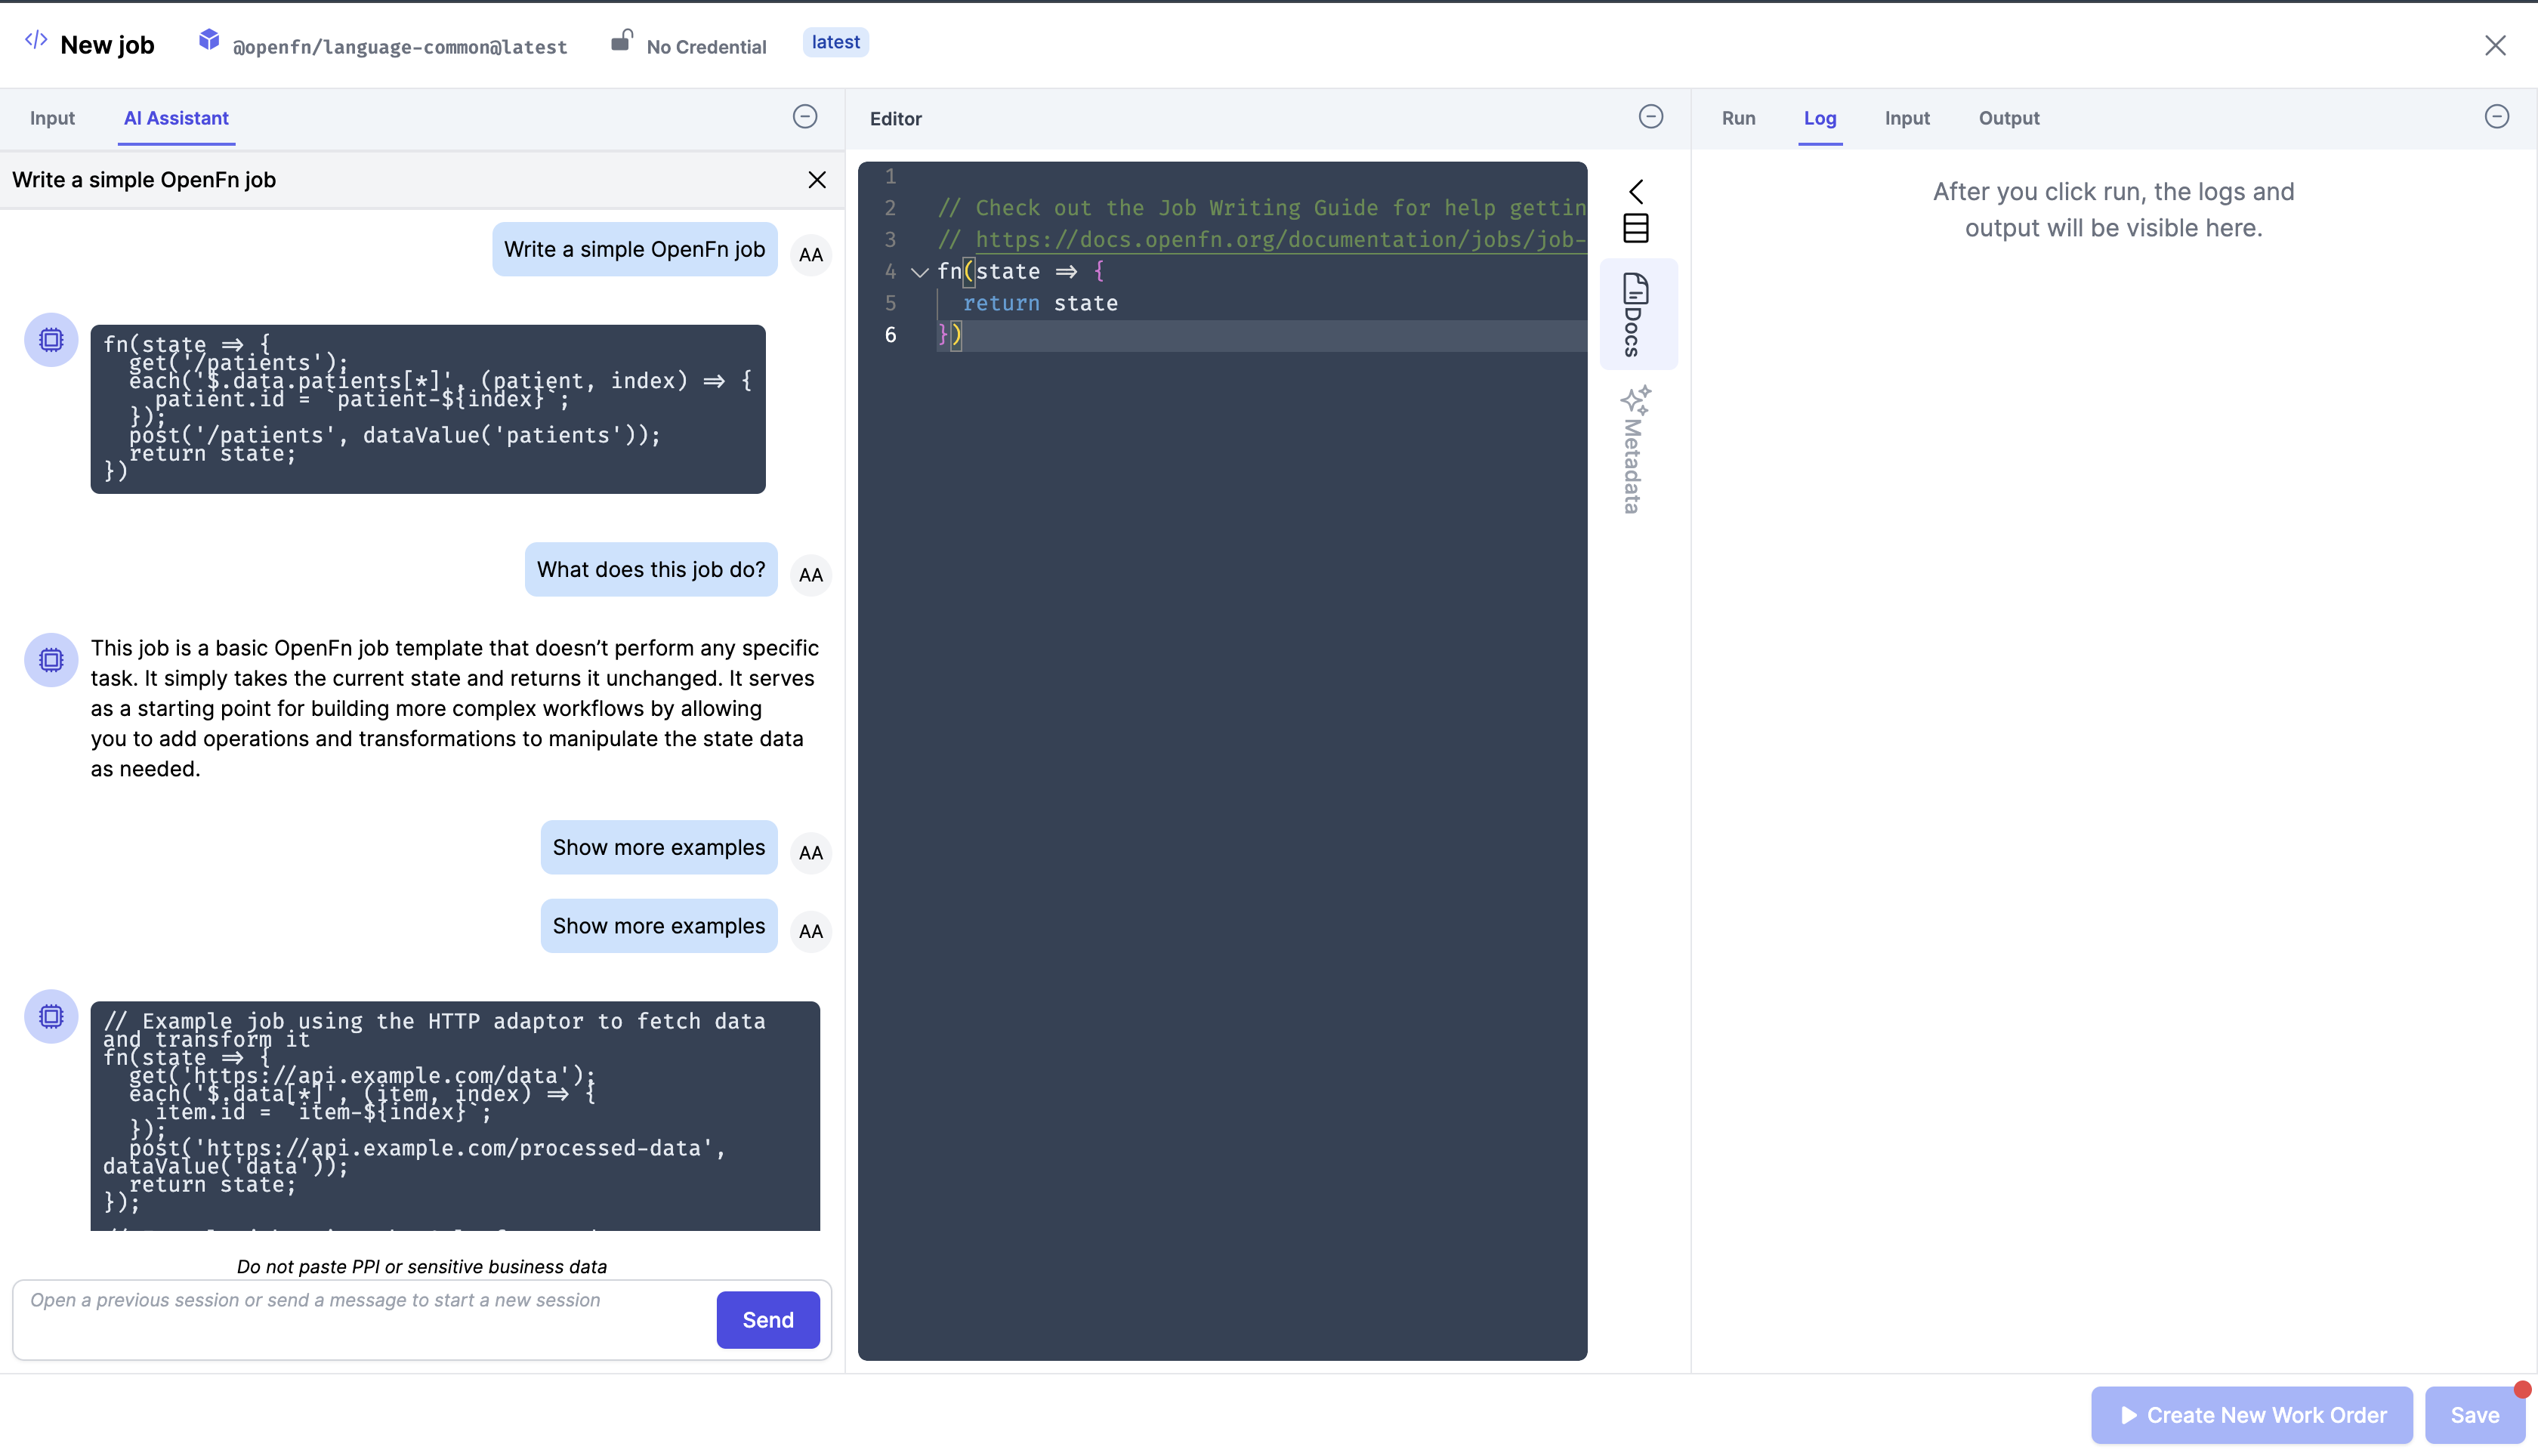 </> New job @openfn/language-common@latest No Credential latest
Input AI Assistant
Write a simple OpenFn job
Write a simple OpenFn job AA
fn(state => {
  get('/patients');
  each('$.data.patients[*]', (patient, index) => {
    patient.id = `patient-${index}`;
  });
  post('/patients', dataValue('patients'));
  return state;
})
What does this job do? AA
This job is a basic OpenFn job template that doesn’t perform any specific
task. It simply takes the current state and returns it unchanged. It serves
as a starting point for building more complex workflows by allowing
you to add operations and transformations to manipulate the state data
as needed.
Show more examples AA
Show more examples AA
// Example job using the HTTP adaptor to fetch data
and transform it
fn(state => {
  get('https://api.example.com/data');
  each('$.data[*]', (item, index) => {
    item.id = `item-${index}`;
  });
  post('https://api.example.com/processed-data',
dataValue('data'));
  return state;
});
Do not paste PPI or sensitive business data
Open a previous session or send a message to start a new session
Send
Editor
1
2 // Check out the Job Writing Guide for help gettin
3 // https://docs.openfn.org/documentation/jobs/job-
4 fn(state => {
5   return state
6 })
Docs
Metadata
Run Log Input Output
After you click run, the logs and
output will be visible here.
Create New Work Order
Save